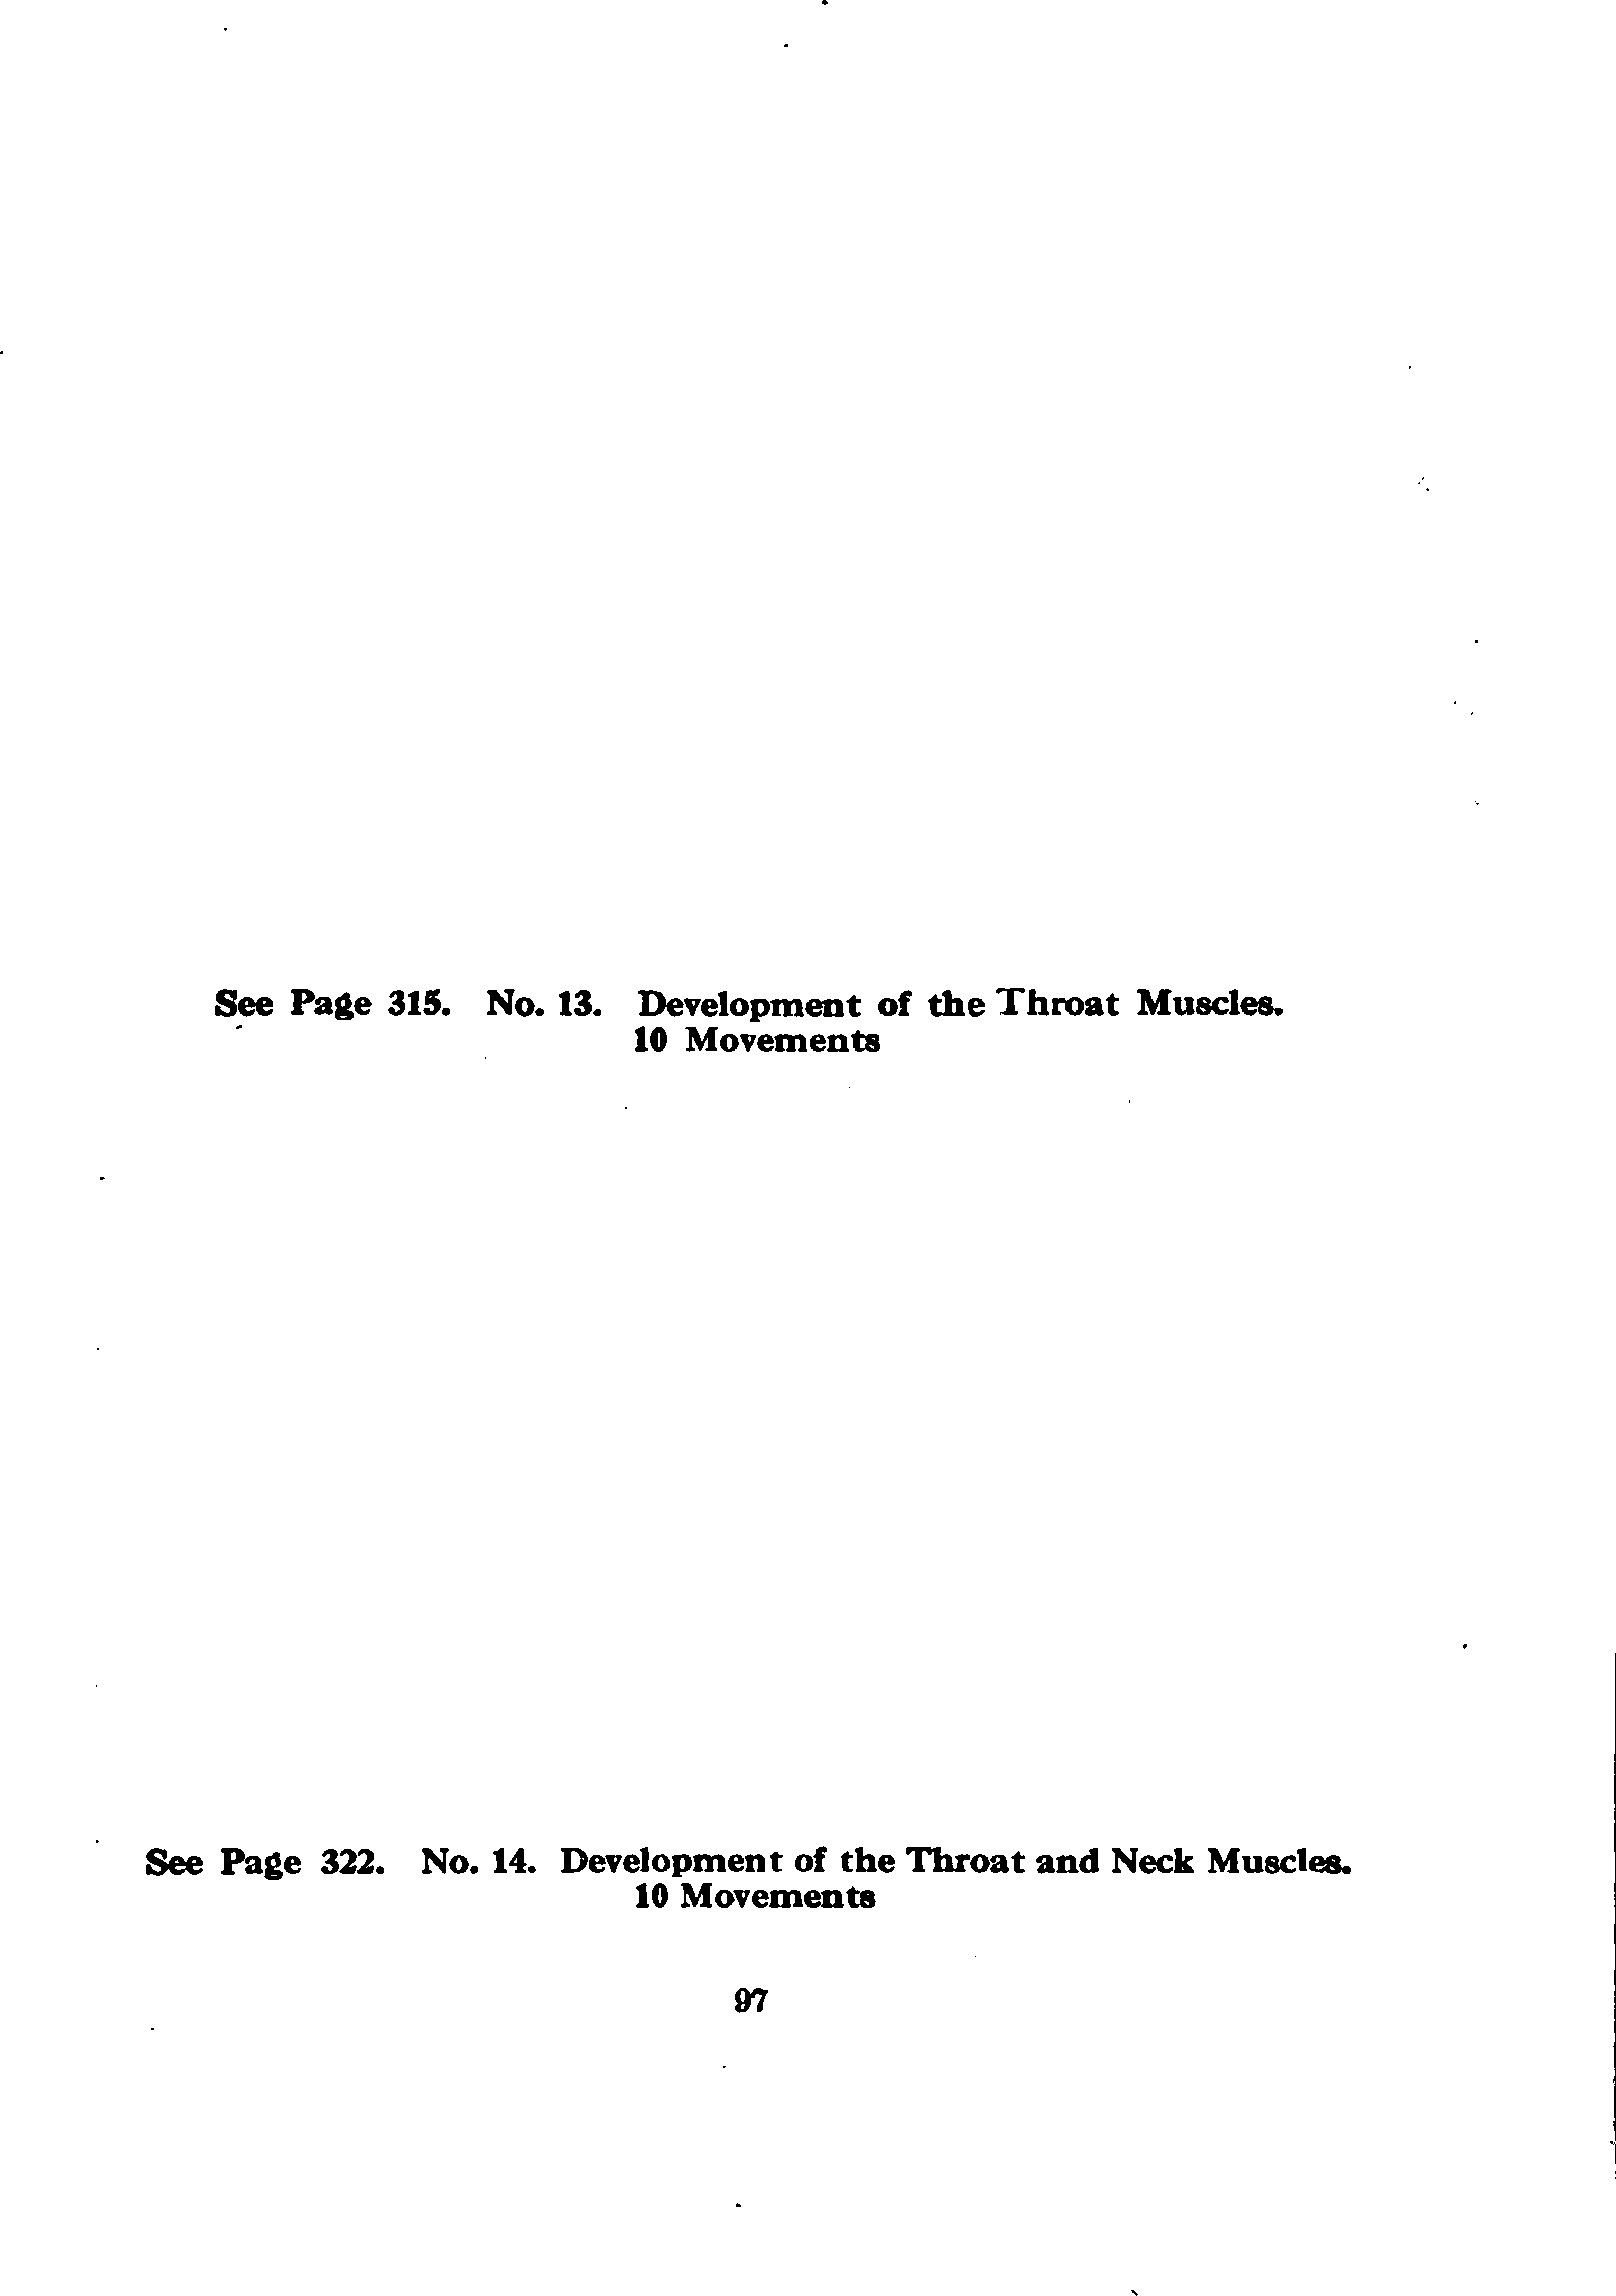 See Page 315. No. 13. Development of the Throat Muscles.
10 Movements
See Page 322. No. 14. Development of the Throat and Neck Muscles.
10 Movements
97